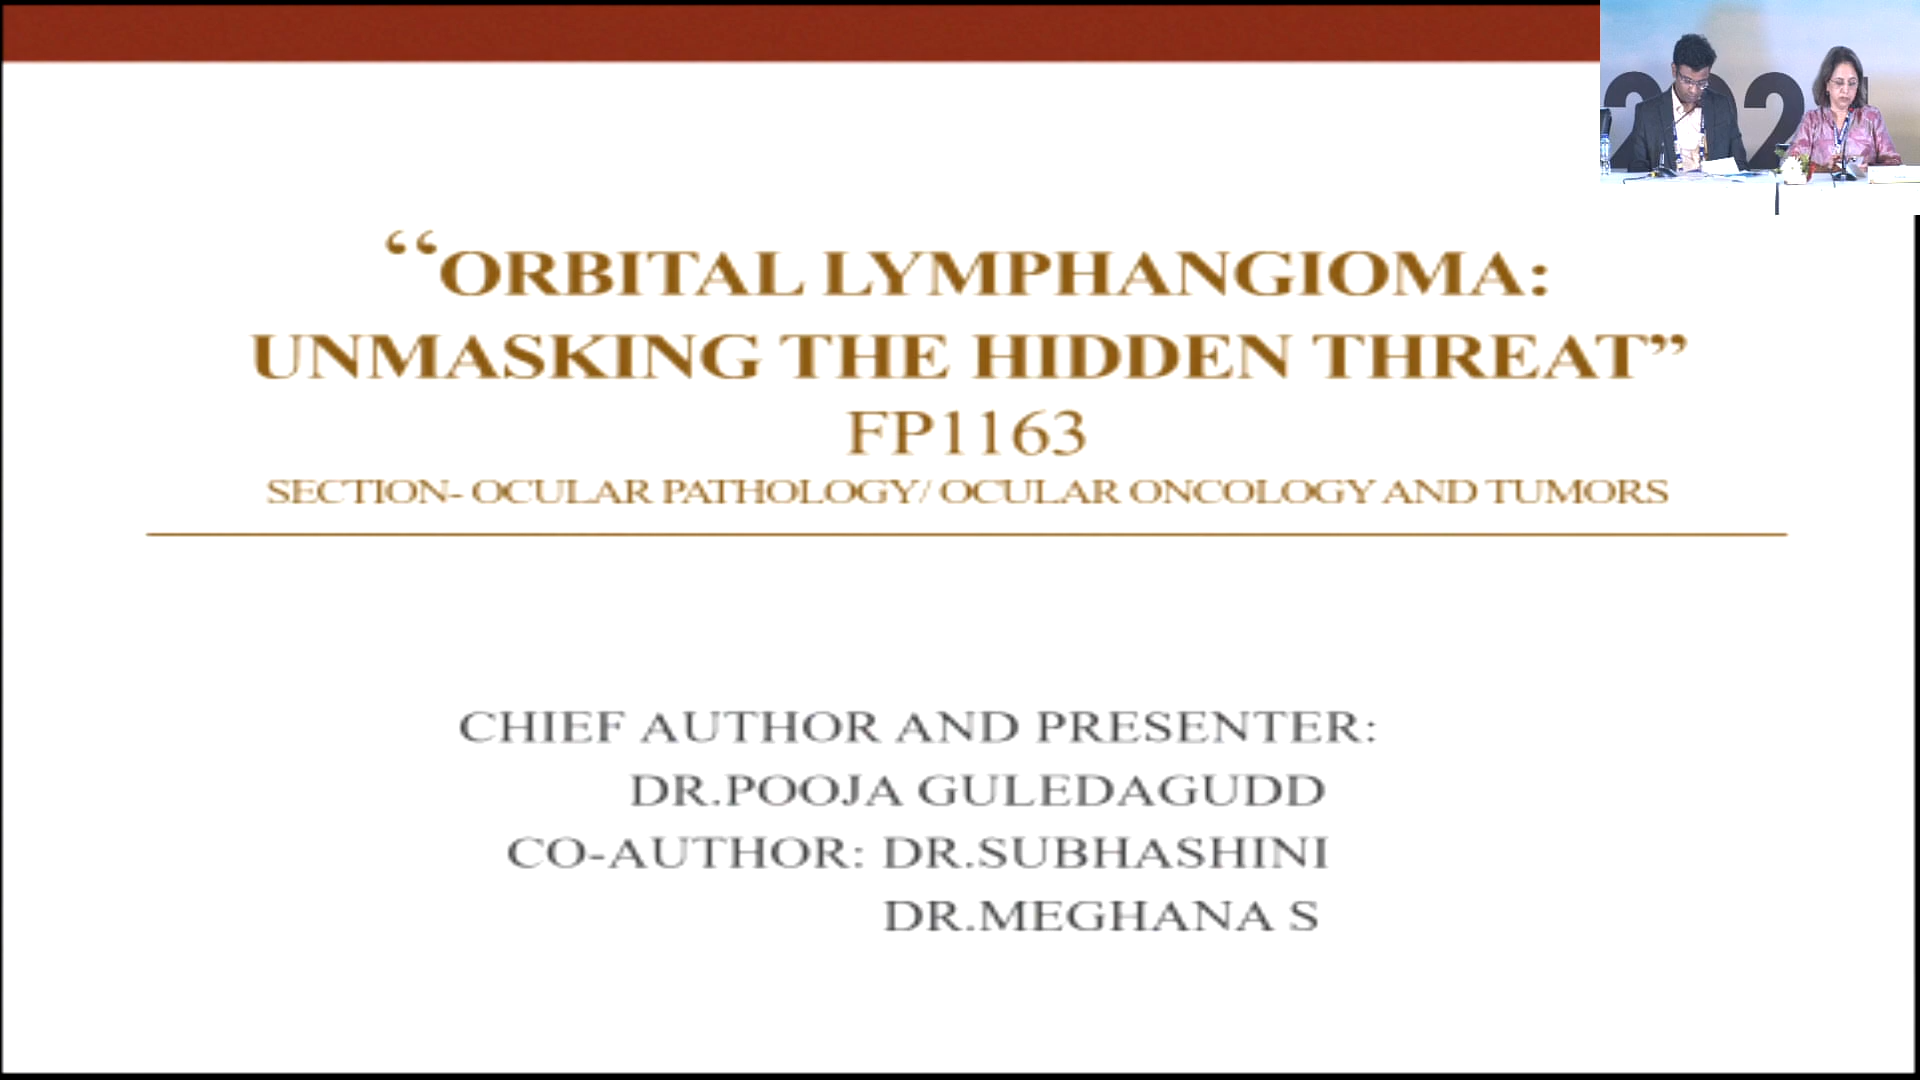 “ORBITAL LYMPHANGIOMA:
UNMASKING THE HIDDEN THREAT”
FP1163
SECTION- OCULAR PATHOLOGY/ OCULAR ONCOLOGY AND TUMORS
CHIEF AUTHOR AND PRESENTER:
DR.POOJA GULEDAGUDD
CO-AUTHOR: DR.SUBHASHINI
DR.MEGHANA S
202